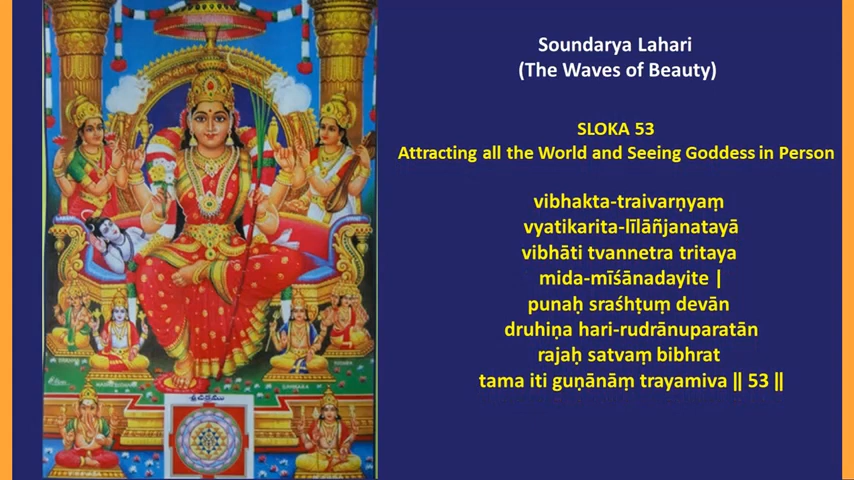 Soundarya Lahari
(The Waves of Beauty)
SLOKA 53
Attracting all the World and Seeing Goddess in Person
vibhakta-traivarṇyaṃ
vyatikarita-līlāñjanatayā
vibhāti tvannetra tritaya
mida-mīśānadayite |
punaḥ sraśhṭuṃ devān
druhiṇa hari-rudrānuparatān
rajaḥ satvaṃ bibhrat
tama iti guṇānāṃ trayamiva || 53 ||